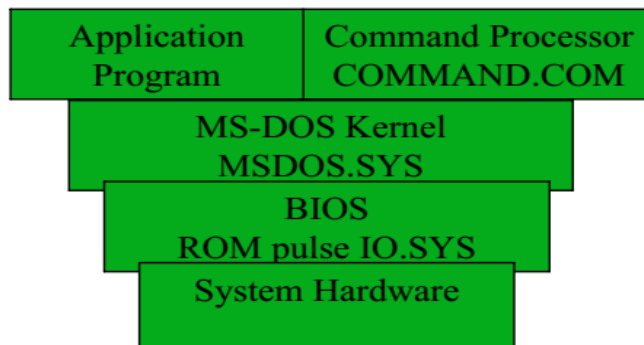 Application
Program
Command Processor
COMMAND.COM
MS-DOS Kernel
MSDOS.SYS
BIOS
ROM pulse IO.SYS
System Hardware